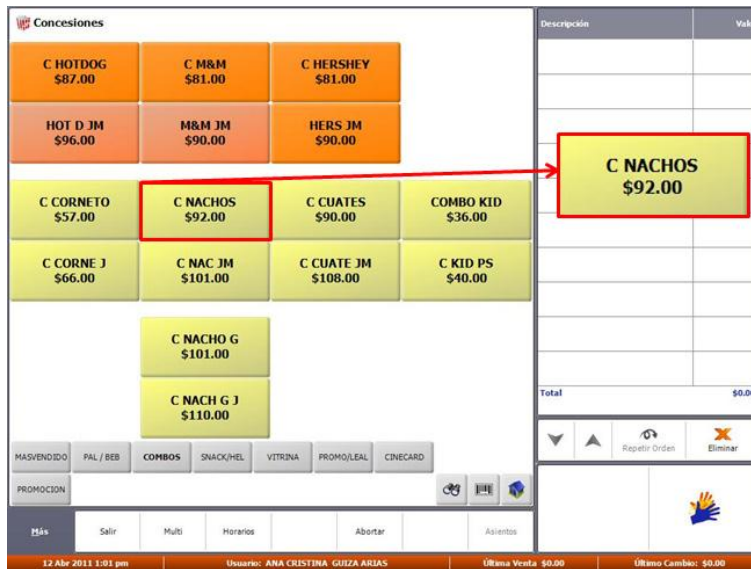 Concesiones
C HOTDOG
$87.00
C M&M
$81.00
C HERSHEY
$81.00
HOT D JM
$96.00
M&M JM
$90.00
HERS JM
$90.00
C CORNETO
$57.00
C NACHOS
$92.00
C CUATES
$90.00
COMBO KID
$36.00
C CORNE J
$66.00
C NAC JM
$101.00
C CUATE JM
$108.00
C KID PS
$40.00
C NACHO G
$101.00
C NACH G J
$110.00
MASVENDIDO
PAL / BEB
COMBOS
SNACK/HEL
VITRINA
PROMO/LEAL
CINECARD
PROMOCION
Más
Salir
Multi
Horarios
Abortar
Asientos
Descripción
C NACHOS
$92.00
Total
Repetir Orden
Eliminar
12 Abr 2011 1:01 pm
Usuario: ANA CRISTINA GUIZA ARIAS
Última Venta $0.00
Último Cambio: $0.00